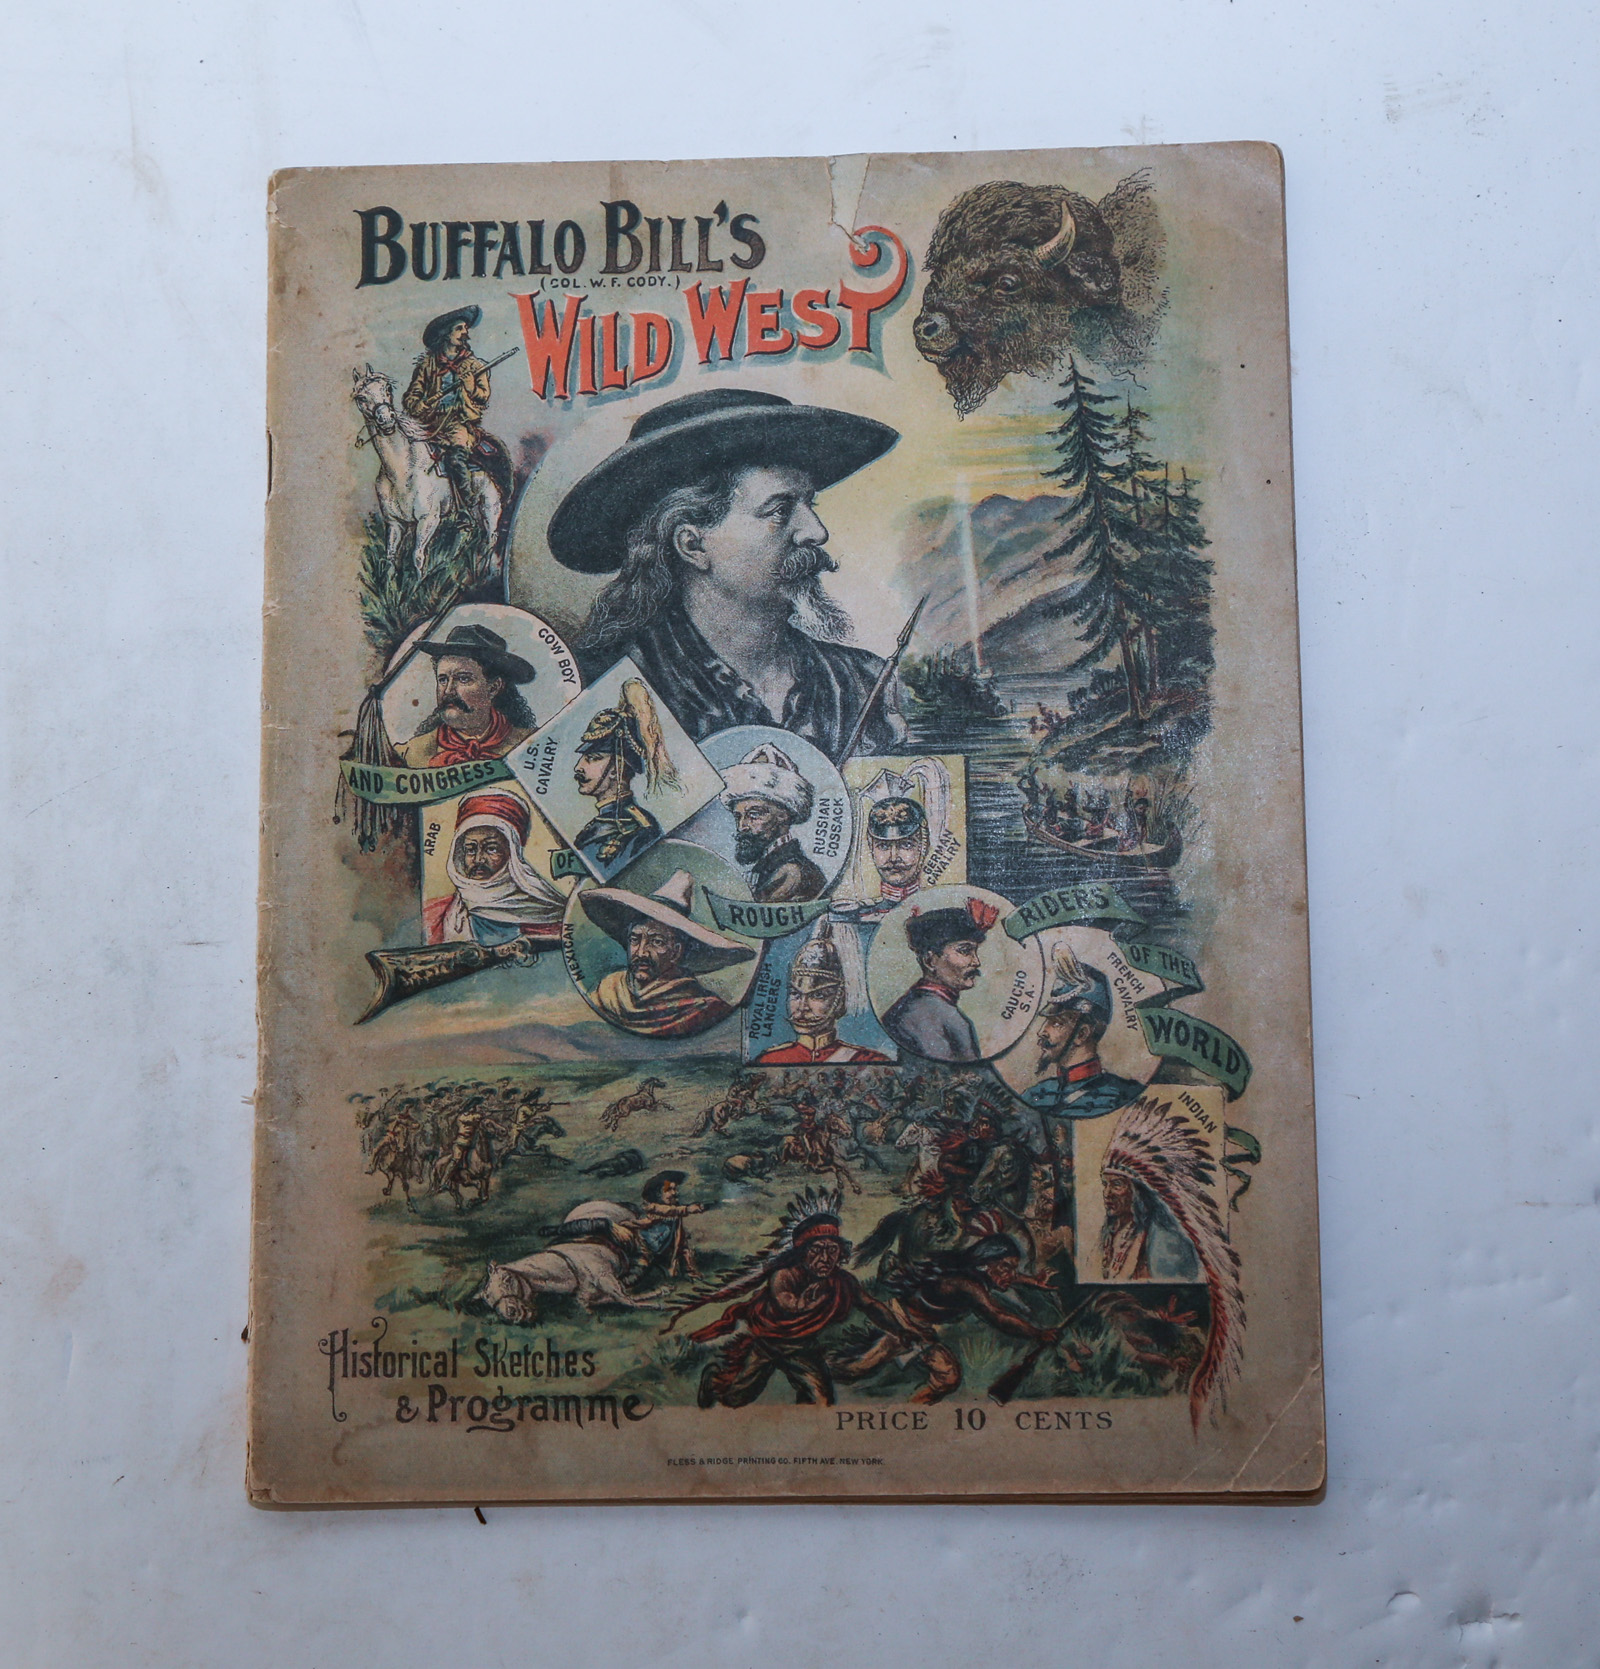 BUFFALO BILL'S
(COL. W. F. CODY.)
WILD WEST
COW BOY
U.S.
CAVALRY
AND CONGRESS
ARAB
OF
RUSSIAN
COSSACK
GERMAN
CAVALRY
MEXICAN
ROUGH
ROYAL IRISH
LANCERS
RIDERS
CAUCHO
S.A.
FRENCH
CAVALRY
OF THE
WORLD
INDIAN
Historical Sketches
& Programme
PRICE 10 CENTS
FLESS & RIDGE PRINTING CO. FIFTH AVE. NEW YORK.